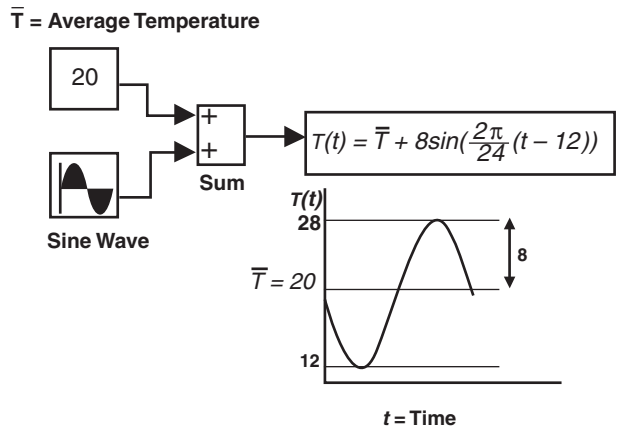 T̅ = Average Temperature
20
+
+
Sum
T(t) = T̅ + 8sin(2π/24(t – 12))
Sine Wave
T(t)
28
8
T̅ = 20
12
t = Time